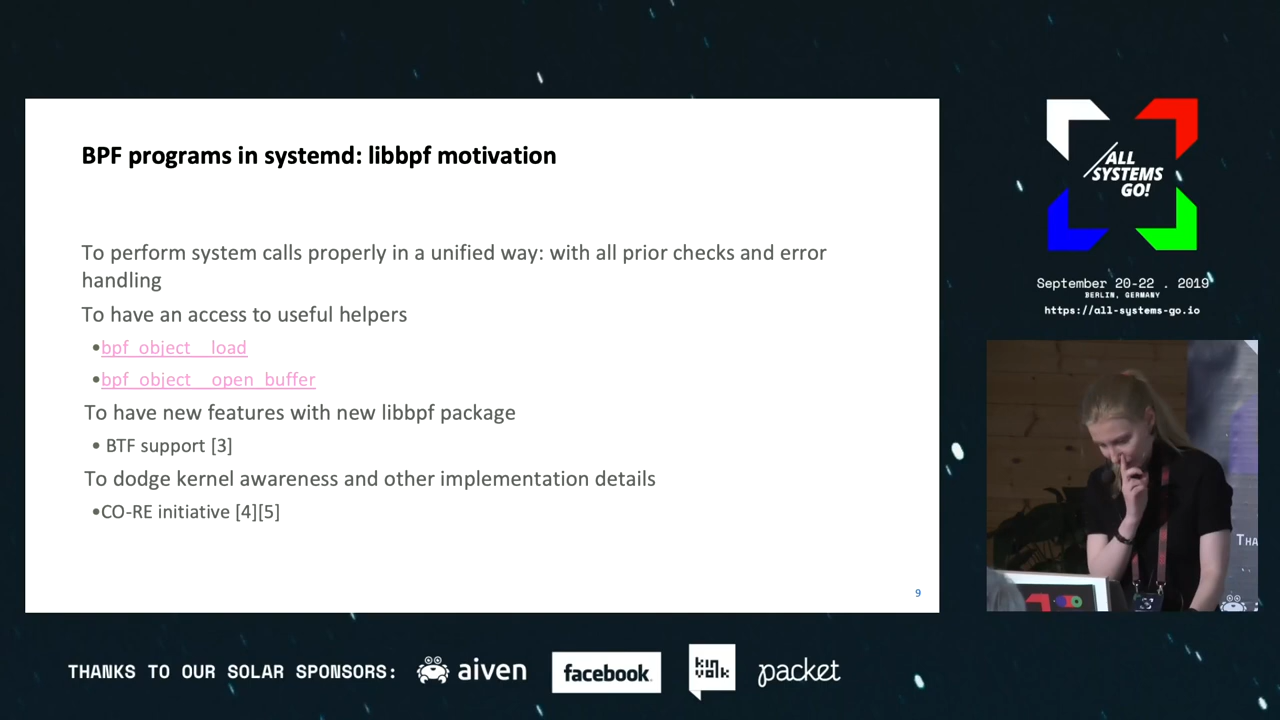 BPF programs in systemd: libbpf motivation
To perform system calls properly in a unified way: with all prior checks and error
handling
To have an access to useful helpers
•bpf_object__load
•bpf_object__open_buffer
To have new features with new libbpf package
• BTF support [3]
To dodge kernel awareness and other implementation details
•CO-RE initiative [4][5]
9
/ALL
SYSTEMS
GO!
September 20-22 . 2019
BERLIN, GERMANY
https://all-systems-go.io
THA
THANKS TO OUR SOLAR SPONSORS:
aiven
facebook.
kinvolk
packet